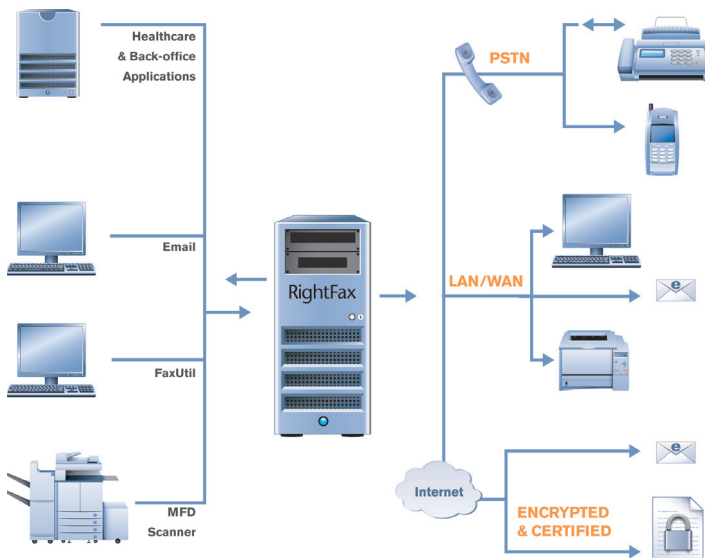 Healthcare
& Back-office
Applications
PSTN
Email
RightFax
LAN/WAN
e
FaxUtil
e
Internet
MFD
Scanner
ENCRYPTED
& CERTIFIED